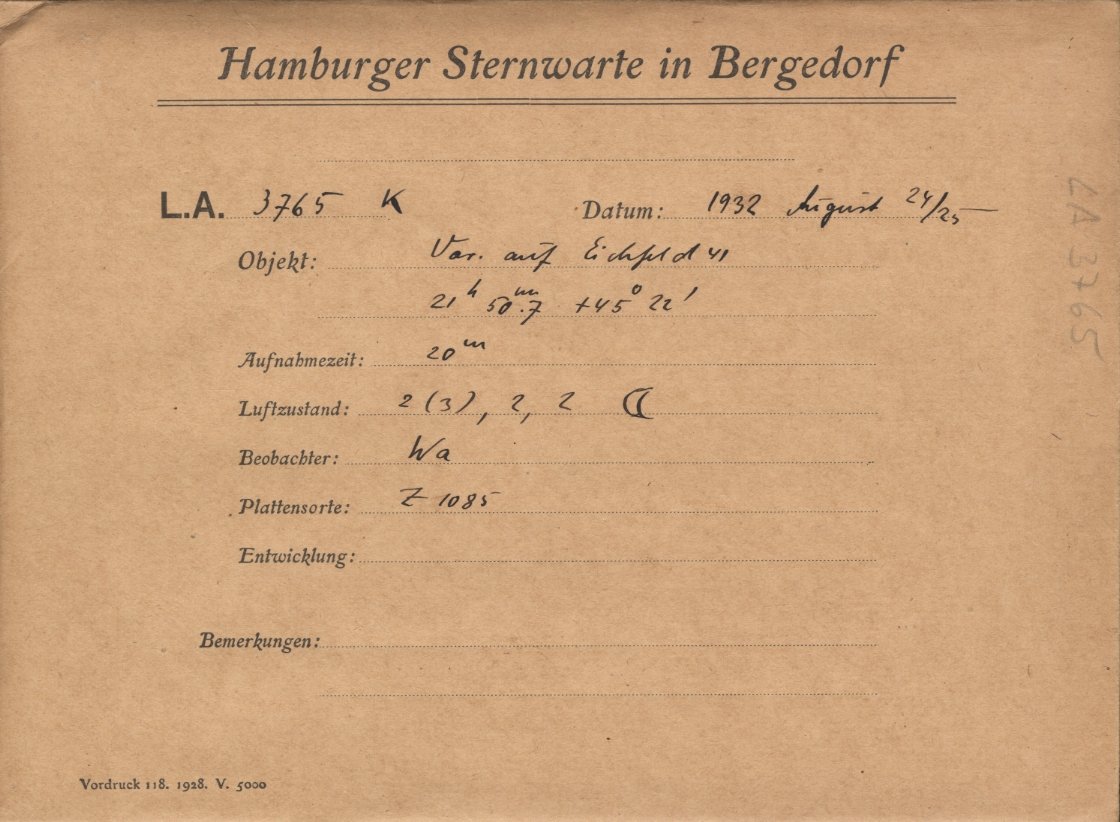 Hamburger Sternwarte in Bergedorf
L.A. 3765 K Datum: 1932 August 24/25
Objekt: Var. auf Eichfeld 41
21h 50m.7 +45° 22'
Aufnahmezeit: 20m
Luftzustand: 2 (3), 2, 2 ☾
Beobachter: Wa
Plattensorte: Z 1085
Entwicklung:
Bemerkungen:
Vordruck 118. 1928. V. 5000
LA 3765